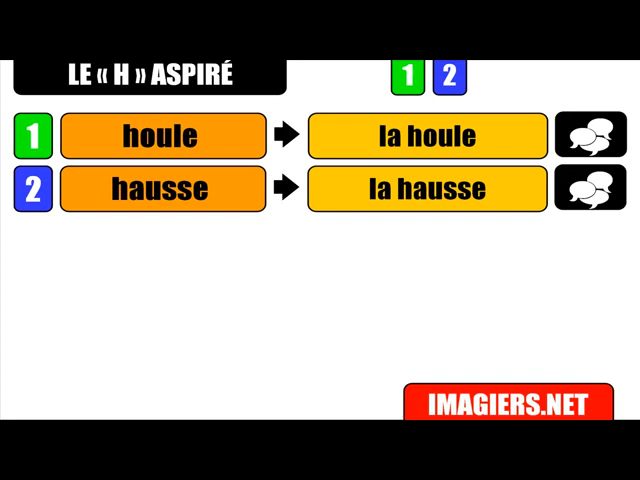 LE « H » ASPIRÉ 1 2
1 houle la houle
2 hausse la hausse
IMAGIERS.NET